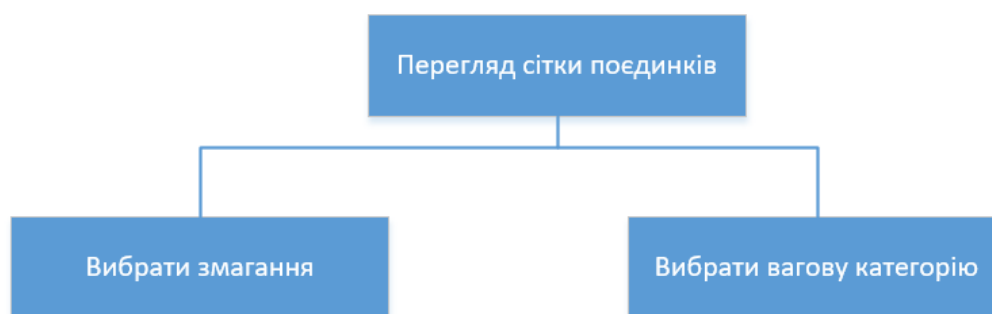 Перегляд сітки поєдинків
Вибрати змагання
Вибрати вагову категорію